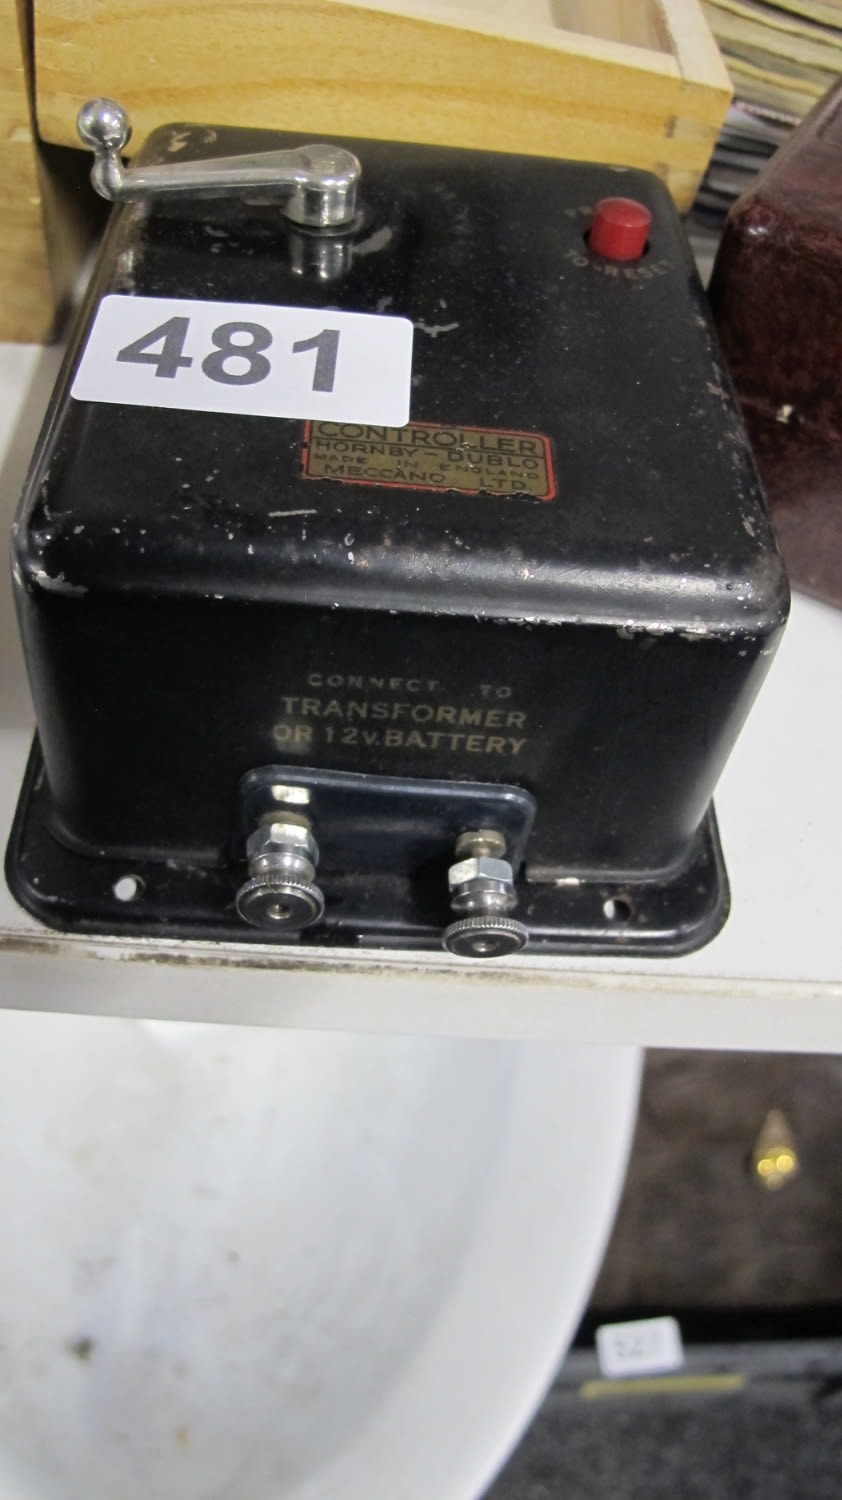 TO-RESET
481
CONTROLLER
HORNBY-DUBLO
MADE IN ENGLAND
MECCANO LTD.
CONNECT TO
TRANSFORMER
OR 12V. BATTERY